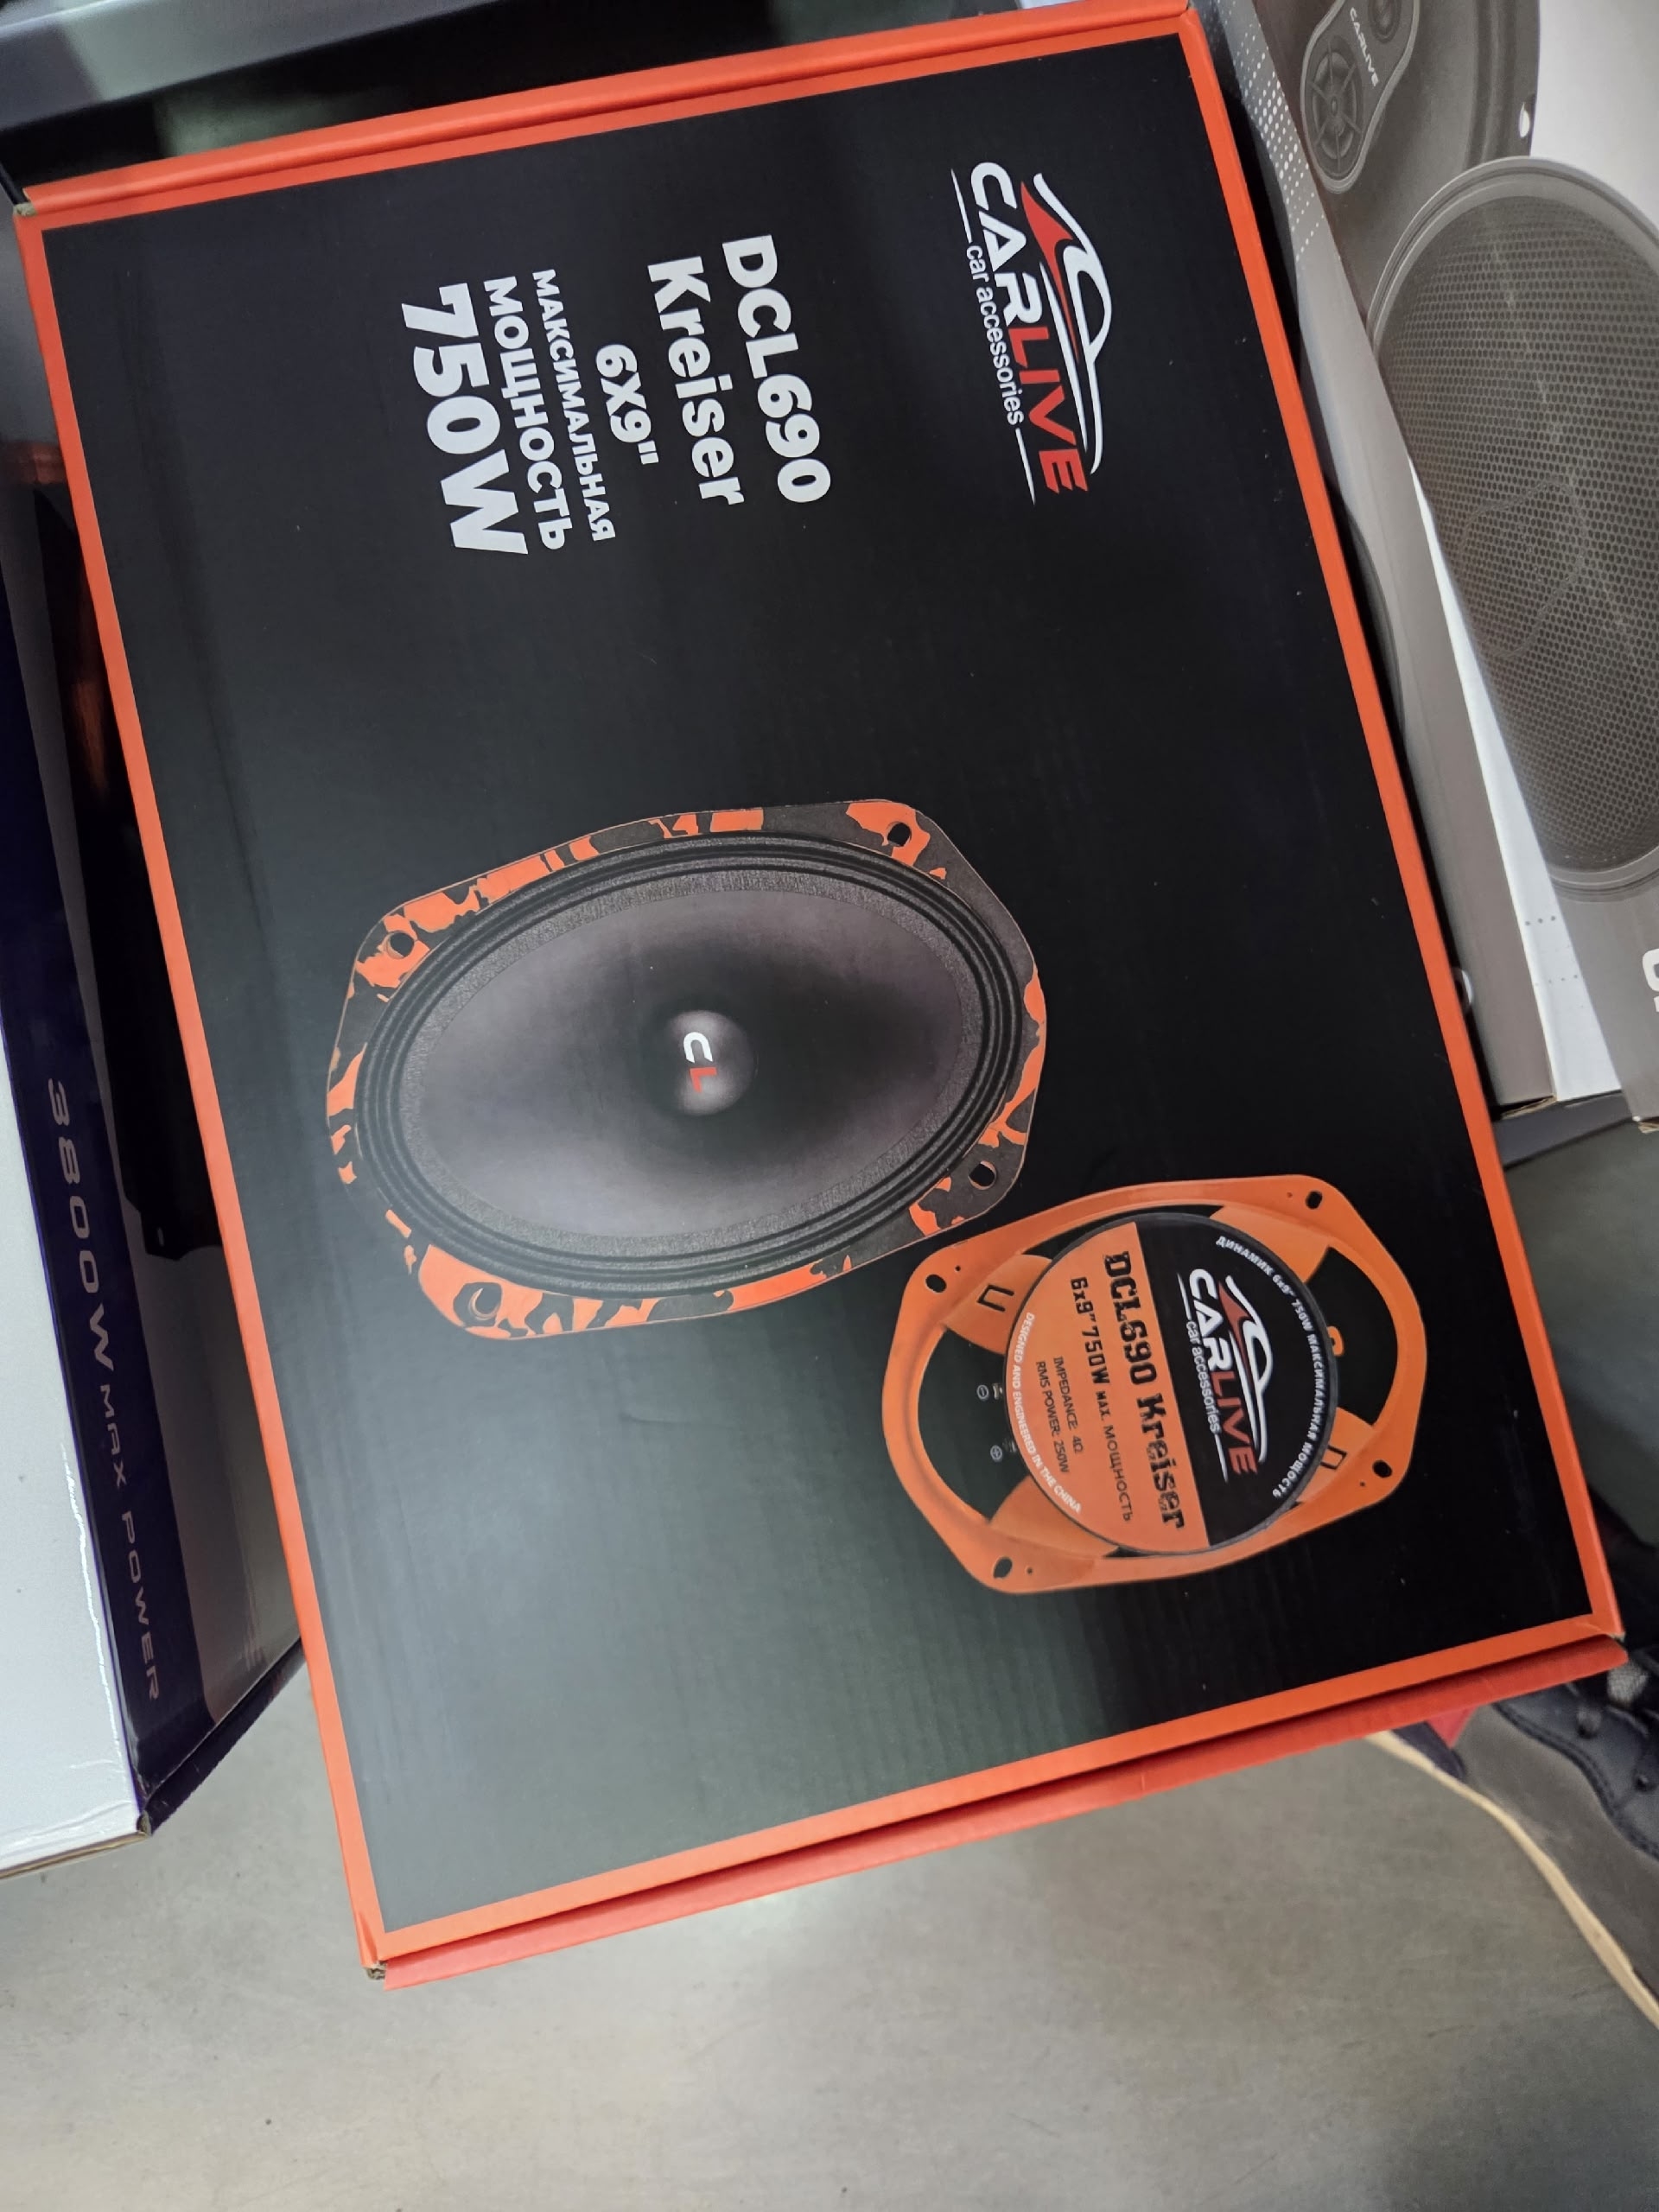 CARLIVE
car accessories
DCL690
Kreiser
6X9"
МАКСИМАЛЬНАЯ
МОЩНОСТЬ
750W
CL
ДИНАМИК 6x9" 750W МАКСИМАЛЬНАЯ МОЩНОСТЬ
CARLIVE
car accessories
DCL690 Kreiser
6x9" 750W МАХ. МОЩНОСТЬ
IMPEDANCE: 4Ω
RMS POWER: 250W
DESIGNED AND ENGINEERED IN THE CHINA
CARLIVE
3800W MAX POWER